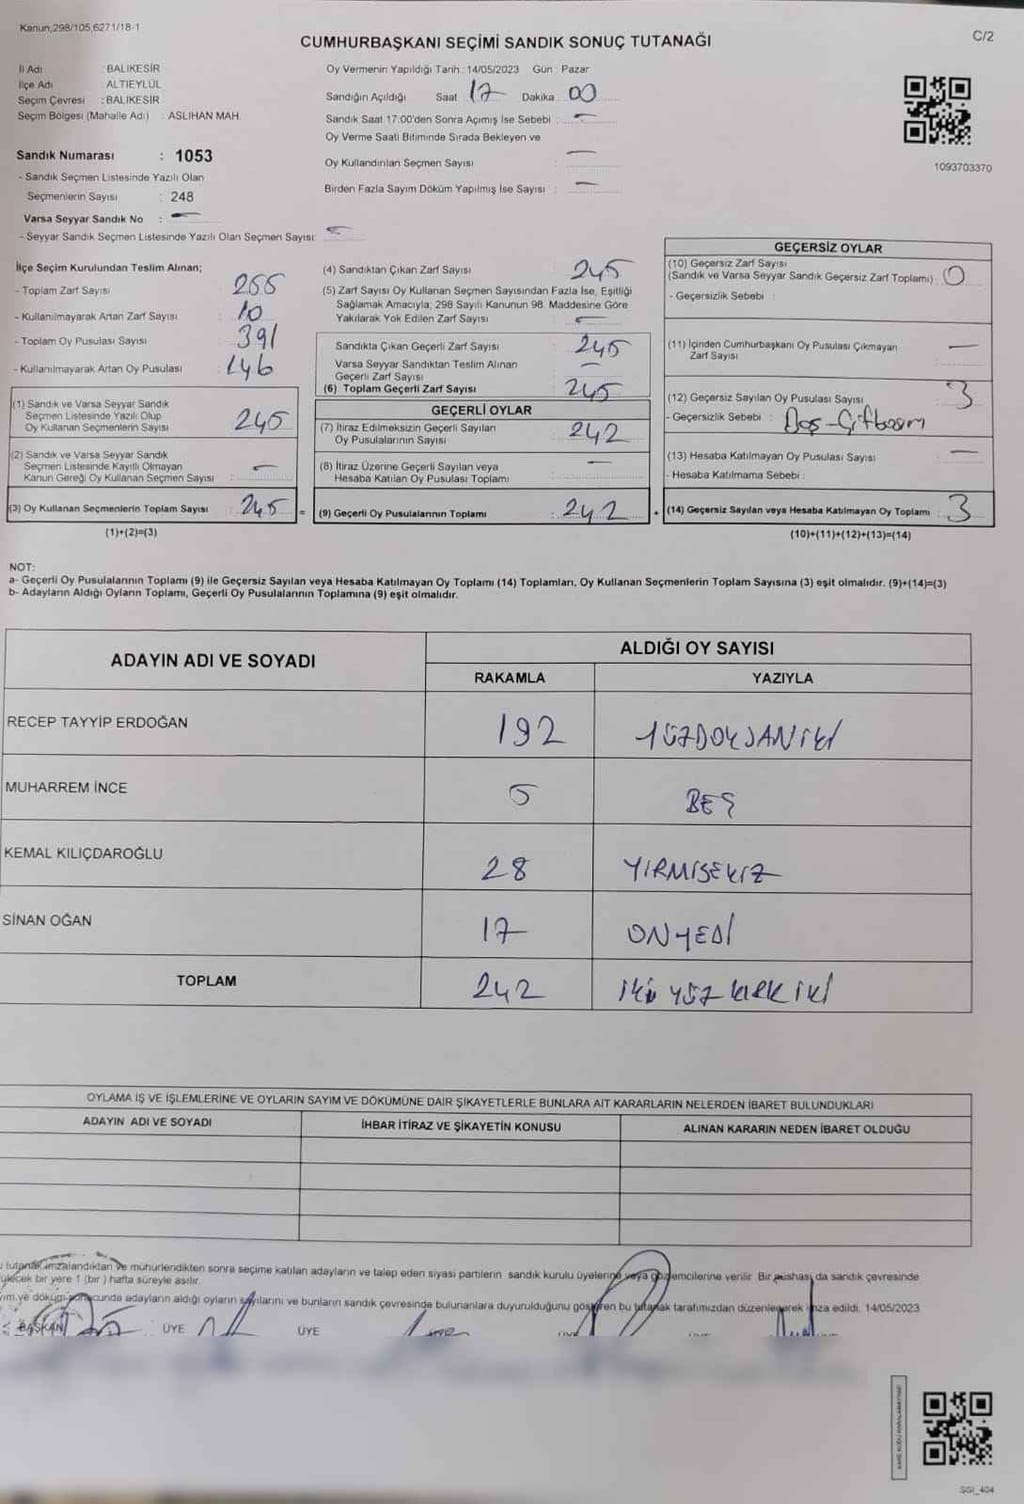 Kanun;298/105,6271/18-1
C/2
CUMHURBAŞKANI SEÇİMİ SANDIK SONUÇ TUTANAĞI
İl Adı : BALIKESİR
İlçe Adı : ALTIEYLÜL
Seçim Çevresi : BALIKESİR
Seçim Bölgesi (Mahalle Adı) : ASLIHAN MAH.
Sandık Numarası : 1053
- Sandık Seçmen Listesinde Yazılı Olan
Seçmenlerin Sayısı : 248
Varsa Seyyar Sandık No : –
- Seyyar Sandık Seçmen Listesinde Yazılı Olan Seçmen Sayısı: –
Oy Vermenin Yapıldığı Tarih : 14/05/2023 Gün : Pazar
Sandığın Açıldığı Saat 17 Dakika 00
Sandık Saat 17:00'den Sonra Açımış İse Sebebi : –
Oy Verme Saati Bitiminde Sırada Bekleyen ve
Oy Kullandırılan Seçmen Sayısı : –
Birden Fazla Sayım Döküm Yapılmış İse Sayısı : –
1093703370
İlçe Seçim Kurulundan Teslim Alınan;
- Toplam Zarf Sayısı : 255
- Kullanılmayarak Artan Zarf Sayısı : 10
- Toplam Oy Pusulası Sayısı : 391
- Kullanılmayarak Artan Oy Pusulası : 146
(1) Sandık ve Varsa Seyyar Sandık
Seçmen Listesinde Yazılı Olup
Oy Kullanan Seçmenlerin Sayısı : 245
(2) Sandık ve Varsa Seyyar Sandık
Seçmen Listesinde Kayıtlı Olmayan
Kanun Gereği Oy Kullanan Seçmen Sayısı : –
(3) Oy Kullanan Seçmenlerin Toplam Sayısı : 245 =
(1)+(2)=(3)
(4) Sandıktan Çıkan Zarf Sayısı : 245
(5) Zarf Sayısı Oy Kullanan Seçmen Sayısından Fazla İse, Eşitliği
Sağlamak Amacıyla; 298 Sayılı Kanunun 98. Maddesine Göre
Yakılarak Yok Edilen Zarf Sayısı : –
Sandıkta Çıkan Geçerli Zarf Sayısı : 245
Varsa Seyyar Sandıktan Teslim Alınan
Geçerli Zarf Sayısı : –
(6) Toplam Geçerli Zarf Sayısı : 245
GEÇERLİ OYLAR
(7) İtiraz Edilmeksizin Geçerli Sayılan
Oy Pusulalarının Sayısı : 242
(8) İtiraz Üzerine Geçerli Sayılan veya
Hesaba Katılan Oy Pusulası Toplamı : –
(9) Geçerli Oy Pusulalarının Toplamı : 242 +
GEÇERSİZ OYLAR
(10) Geçersiz Zarf Sayısı
(Sandık ve Varsa Seyyar Sandık Geçersiz Zarf Toplamı) : 0
- Geçersizlik Sebebi :
(11) İçinden Cumhurbaşkanı Oy Pusulası Çıkmayan
Zarf Sayısı : –
(12) Geçersiz Sayılan Oy Pusulası Sayısı : 3
- Geçersizlik Sebebi :
(13) Hesaba Katılmayan Oy Pusulası Sayısı : –
- Hesaba Katılmama Sebebi :
(14) Geçersiz Sayılan veya Hesaba Katılmayan Oy Toplamı : 3
(10)+(11)+(12)+(13)=(14)
NOT:
a- Geçerli Oy Pusulalarının Toplamı (9) ile Geçersiz Sayılan veya Hesaba Katılmayan Oy Toplamı (14) Toplamları, Oy Kullanan Seçmenlerin Toplam Sayısına (3) eşit olmalıdır. (9)+(14)=(3)
b- Adayların Aldığı Oyların Toplamı, Geçerli Oy Pusulalarının Toplamına (9) eşit olmalıdır.
ADAYIN ADI VE SOYADI ALDIĞI OY SAYISI
RAKAMLA YAZIYLA
RECEP TAYYİP ERDOĞAN 192 YÜZDOKSANİKİ
MUHARREM İNCE 5 BEŞ
KEMAL KILIÇDAROĞLU 28 YİRMİSEKİZ
SİNAN OĞAN 17 ONYEDİ
TOPLAM 242 İKİ YÜZ KIRK İKİ
OYLAMA İŞ VE İŞLEMLERİNE VE OYLARIN SAYIM VE DÖKÜMÜNE DAİR ŞİKAYETLERLE BUNLARA AİT KARARLARIN NELERDEN İBARET BULUNDUKLARI
ADAYIN ADI VE SOYADI İHBAR İTİRAZ VE ŞİKAYETİN KONUSU ALINAN KARARIN NEDEN İBARET OLDUĞU
tutanak imzalandıktan ve mühürlendikten sonra seçime katılan adayların ve talep eden siyasi partilerin sandık kurulu üyelerine veya gözlemcilerine verilir. Bir nüshası da sandık çevresinde
bir yere 1 (bir) hafta süreyle asılır.
ve döküm sonucunda adayların aldığı oyların sayılarını ve bunların sandık çevresinde bulunanlara duyurulduğunu gösteren bu tutanak tarafımızdan düzenlenerek imza edildi. 14/05/2023
BAŞKAN ÜYE ÜYE
SSI_404